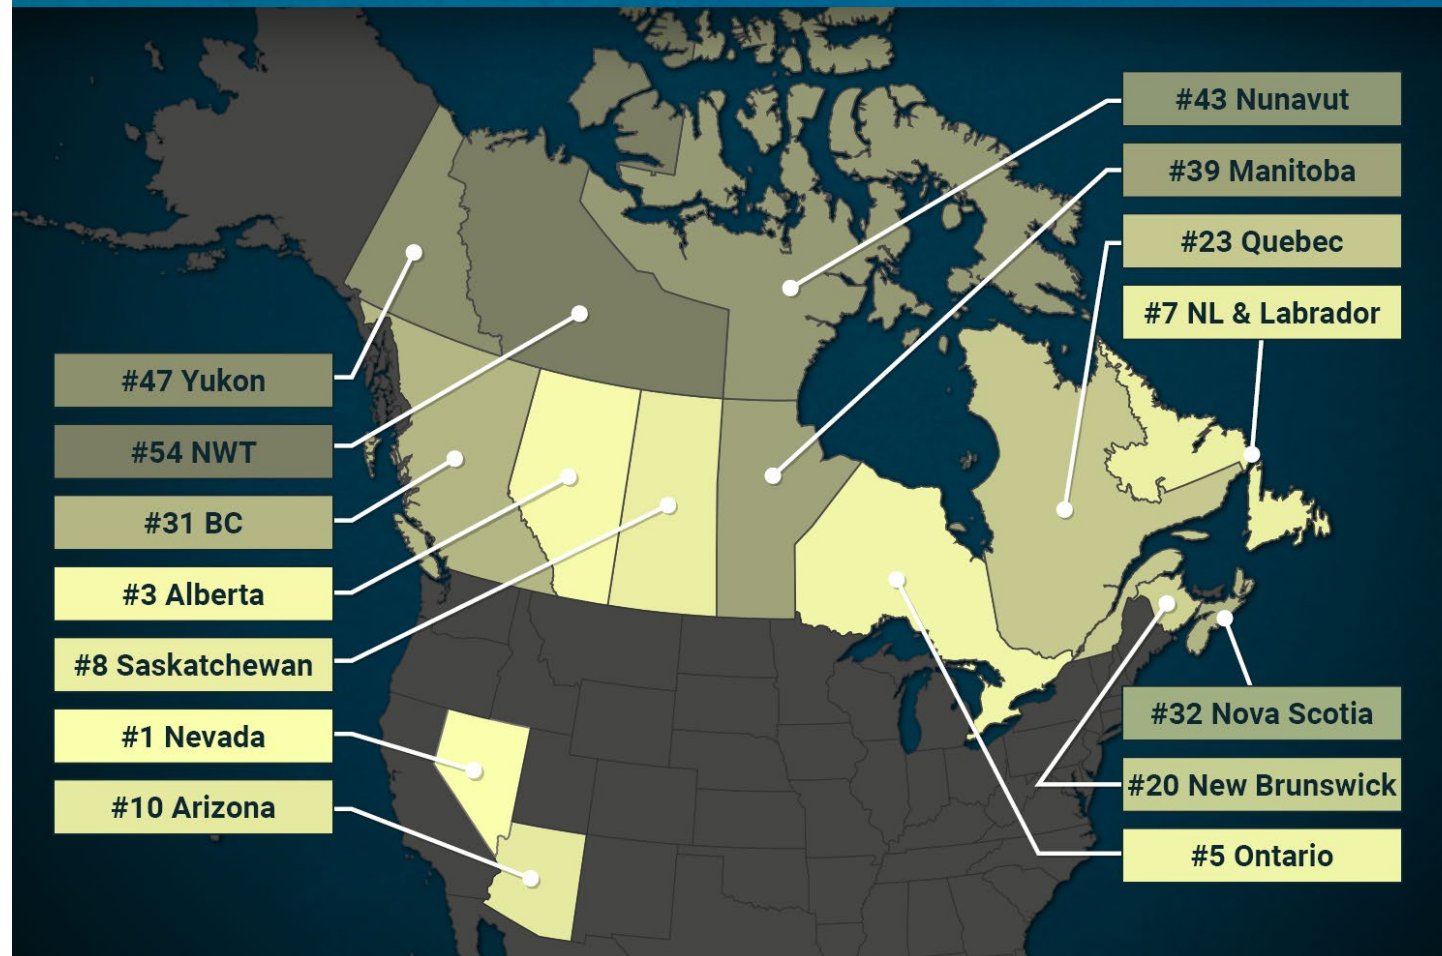 #43 Nunavut
#39 Manitoba
#23 Quebec
#7 NL & Labrador
#47 Yukon
#54 NWT
#31 BC
#3 Alberta
#8 Saskatchewan
#1 Nevada
#10 Arizona
#32 Nova Scotia
#20 New Brunswick
#5 Ontario